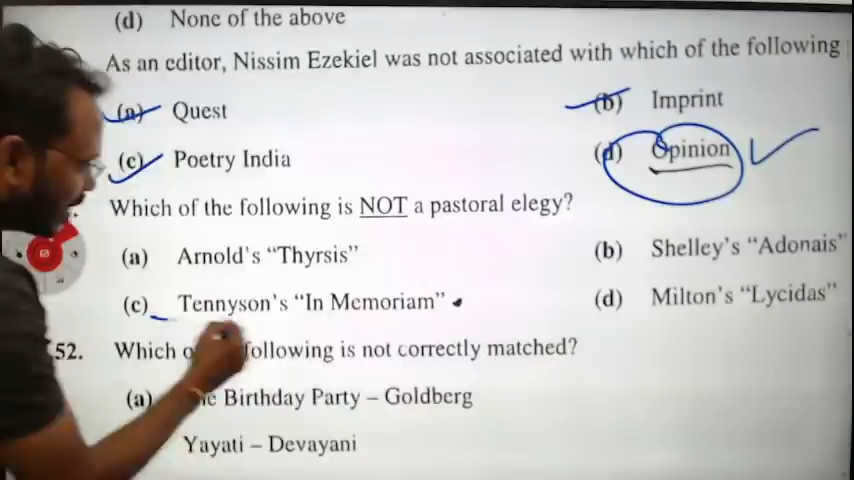 (d) None of the above
As an editor, Nissim Ezekiel was not associated with which of the following
(a) Quest
(b) Imprint
(c) Poetry India
(d) Opinion
Which of the following is NOT a pastoral elegy?
(a) Arnold's "Thyrsis"
(b) Shelley's "Adonais"
(c) Tennyson's "In Memoriam"
(d) Milton's "Lycidas"
52. Which following is not correctly matched?
(a) Birthday Party – Goldberg
Yayati – Devayani